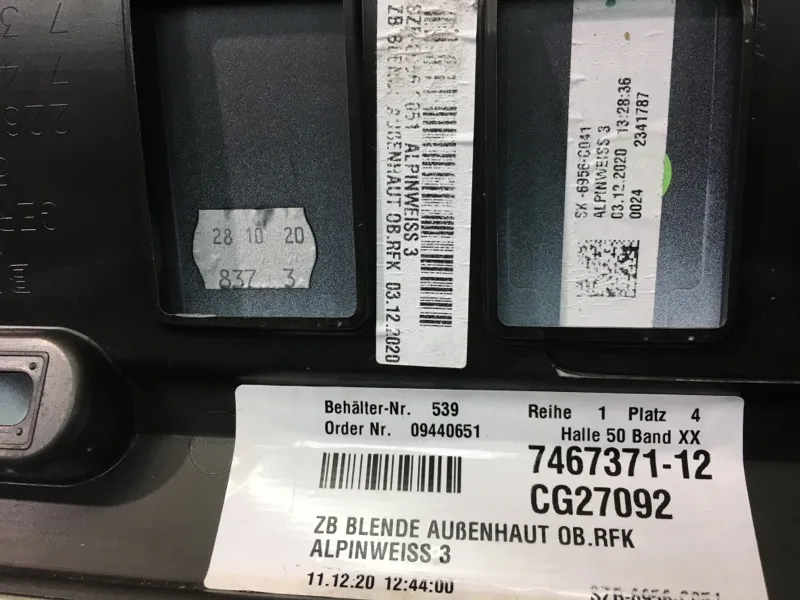 28 10 20
837 3
ALPINWEISS 3
ZB BLENDE AUßENHAUT OB.RFK 03.12.2020
ALPINWEISS 3
03.12.2020 13:28:36
0024 2341787
Behälter-Nr. 539 Reihe 1 Platz 4
Order Nr. 09440651 Halle 50 Band XX
7467371-12
CG27092
ZB BLENDE AUßENHAUT OB.RFK
ALPINWEISS 3
11.12.20 12:44:00